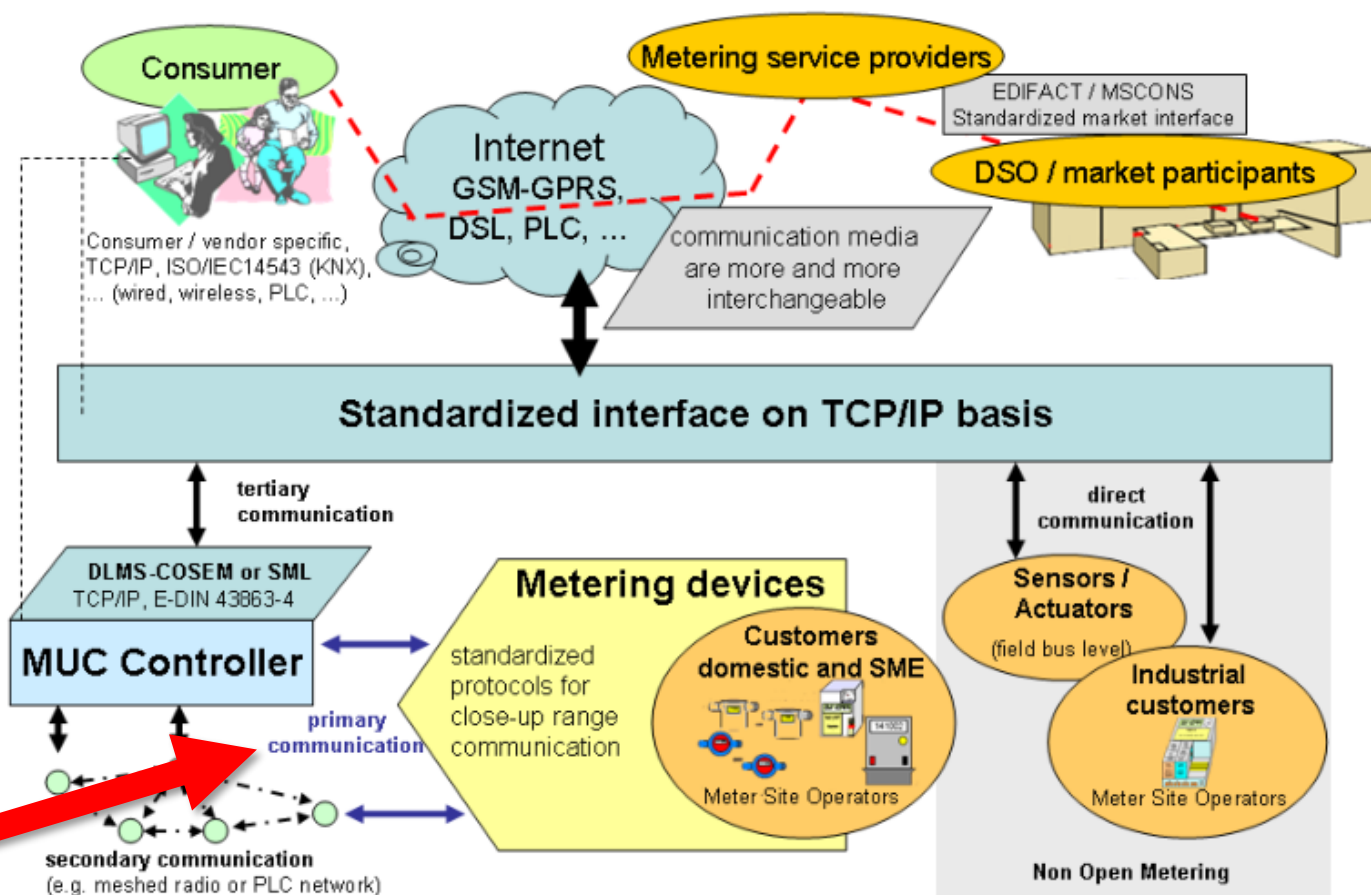 Consumer
Metering service providers
EDIFACT / MSCONS
Standardized market interface
DSO / market participants
Internet
GSM-GPRS,
DSL, PLC, ...
communication media
are more and more
interchangeable
Consumer / vendor specific,
TCP/IP, ISO/IEC14543 (KNX),
... (wired, wireless, PLC, ...)
Standardized interface on TCP/IP basis
tertiary
communication
direct
communication
DLMS-COSEM or SML
TCP/IP, E-DIN 43863-4
MUC Controller
primary
communication
Metering devices
standardized
protocols for
close-up range
communication
Customers
domestic and SME
Meter Site Operators
Sensors /
Actuators
(field bus level)
Industrial
customers
Meter Site Operators
secondary communication
(e.g. meshed radio or PLC network)
Non Open Metering